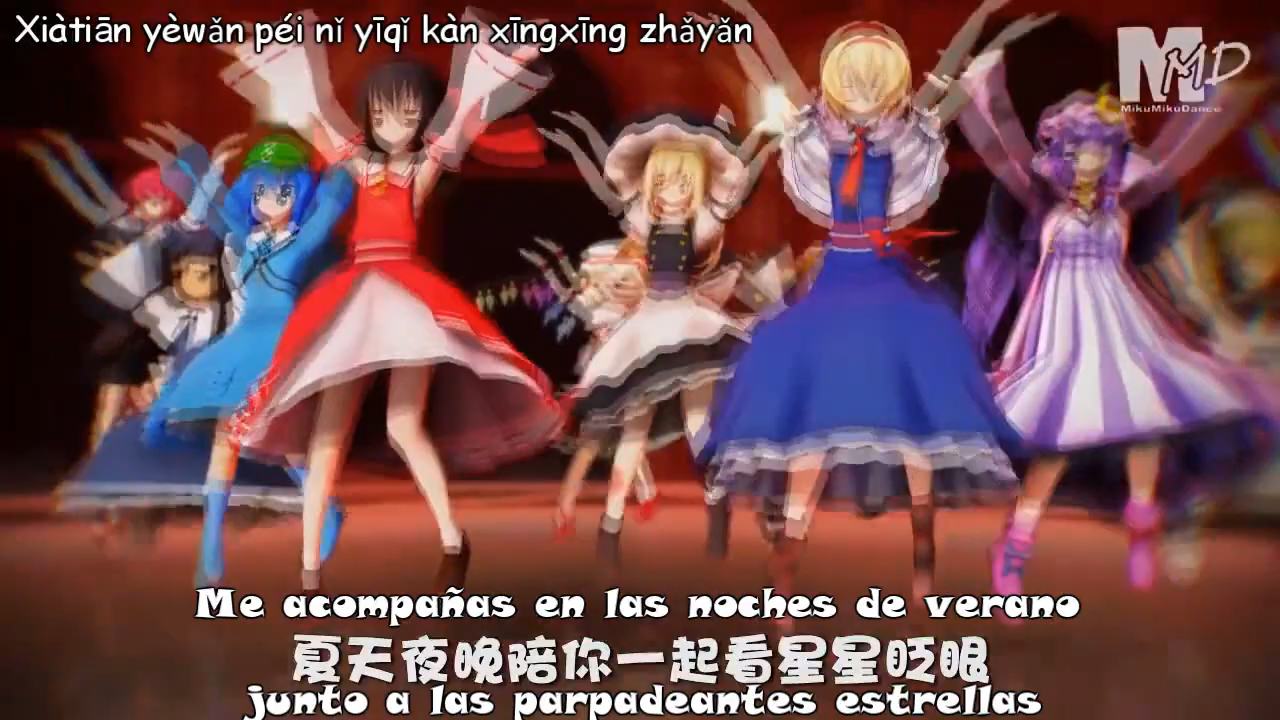 Xiàtiān yèwǎn péi nǐ yīqǐ kàn xīngxīng zhǎyǎn
MMD
MikuMikuDance
Me acompañas en las noches de verano
夏天夜晚陪你一起看星星眨眼
junto a las parpadeantes estrellas